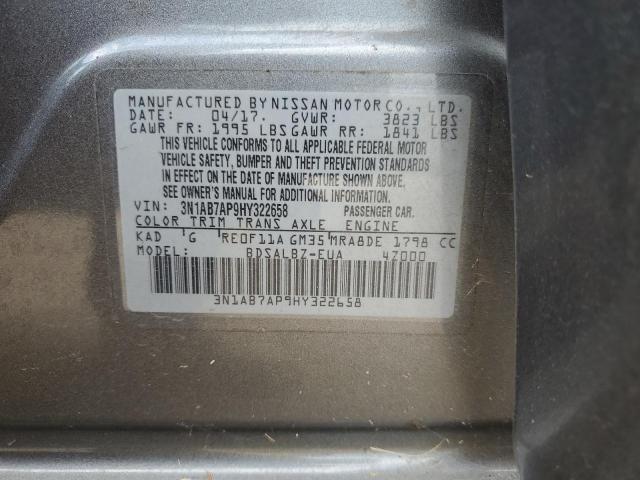 MANUFACTURED BY NISSAN MOTOR CO., LTD.
DATE: 04/17. GVWR: 3823 LBS
GAWR FR: 1995 LBS GAWR RR: 1841 LBS
THIS VEHICLE CONFORMS TO ALL APPLICABLE FEDERAL MOTOR
VEHICLE SAFETY, BUMPER AND THEFT PREVENTION STANDARDS
IN EFFECT ON THE DATE OF MANUFACTURE SHOWN ABOVE.
SEE OWNER'S MANUAL FOR ADDITIONAL INFORMATION.
VIN: 3N1AB7AP9HY322658 PASSENGER CAR.
COLOR TRIM TRANS AXLE ENGINE
KAD G RE0F11A GM35 MRA8DE 1798 CC
MODEL: BDSALBZ-EUA 4Z000
3N1AB7AP9HY322658